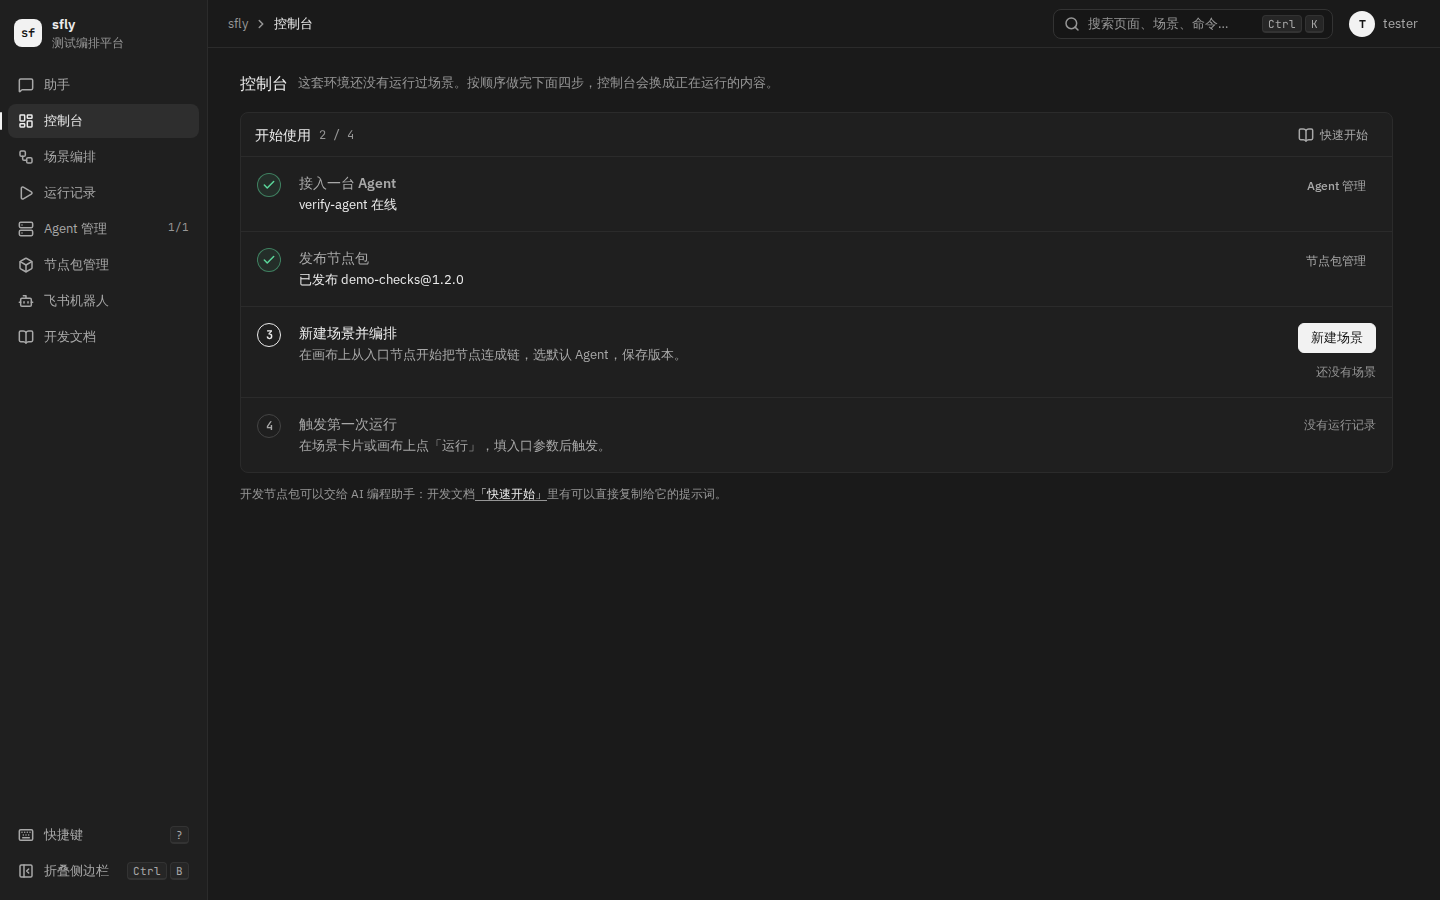 sf
sfly
测试编排平台
助手
控制台
场景编排
运行记录
Agent 管理 1/1
节点包管理
飞书机器人
开发文档
快捷键 ?
折叠侧边栏 Ctrl B
sfly > 控制台
搜索页面、场景、命令... Ctrl K
T tester
控制台 这套环境还没有运行过场景。按顺序做完下面四步，控制台会换成正在运行的内容。
开始使用 2 / 4 快速开始
接入一台 Agent
verify-agent 在线
Agent 管理
发布节点包
已发布 demo-checks@1.2.0
节点包管理
3 新建场景并编排
在画布上从入口节点开始把节点连成链，选默认 Agent，保存版本。
新建场景
还没有场景
4 触发第一次运行
在场景卡片或画布上点「运行」，填入口参数后触发。
没有运行记录
开发节点包可以交给 AI 编程助手：开发文档「快速开始」里有可以直接复制给它的提示词。